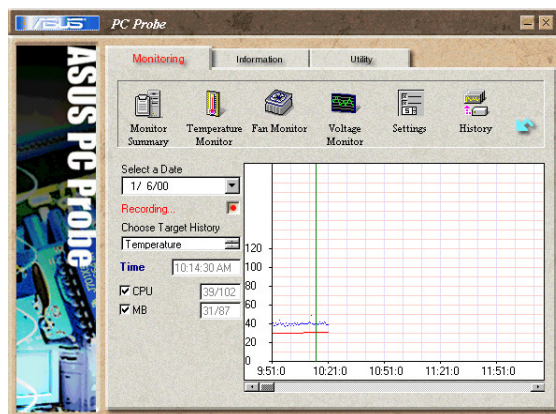 ASUS PC Probe
Monitoring Information Utility
Monitor Summary
Temperature Monitor
Fan Monitor
Voltage Monitor
Settings
History
ASUS PC Probe
Select a Date
1/ 6/00
Recording...
Choose Target History
Temperature
Time 10:14:30 AM
CPU 39/102
MB 31/87
120
100
80
60
40
20
0
9:51:0 10:21:0 10:51:0 11:21:0 11:51:0